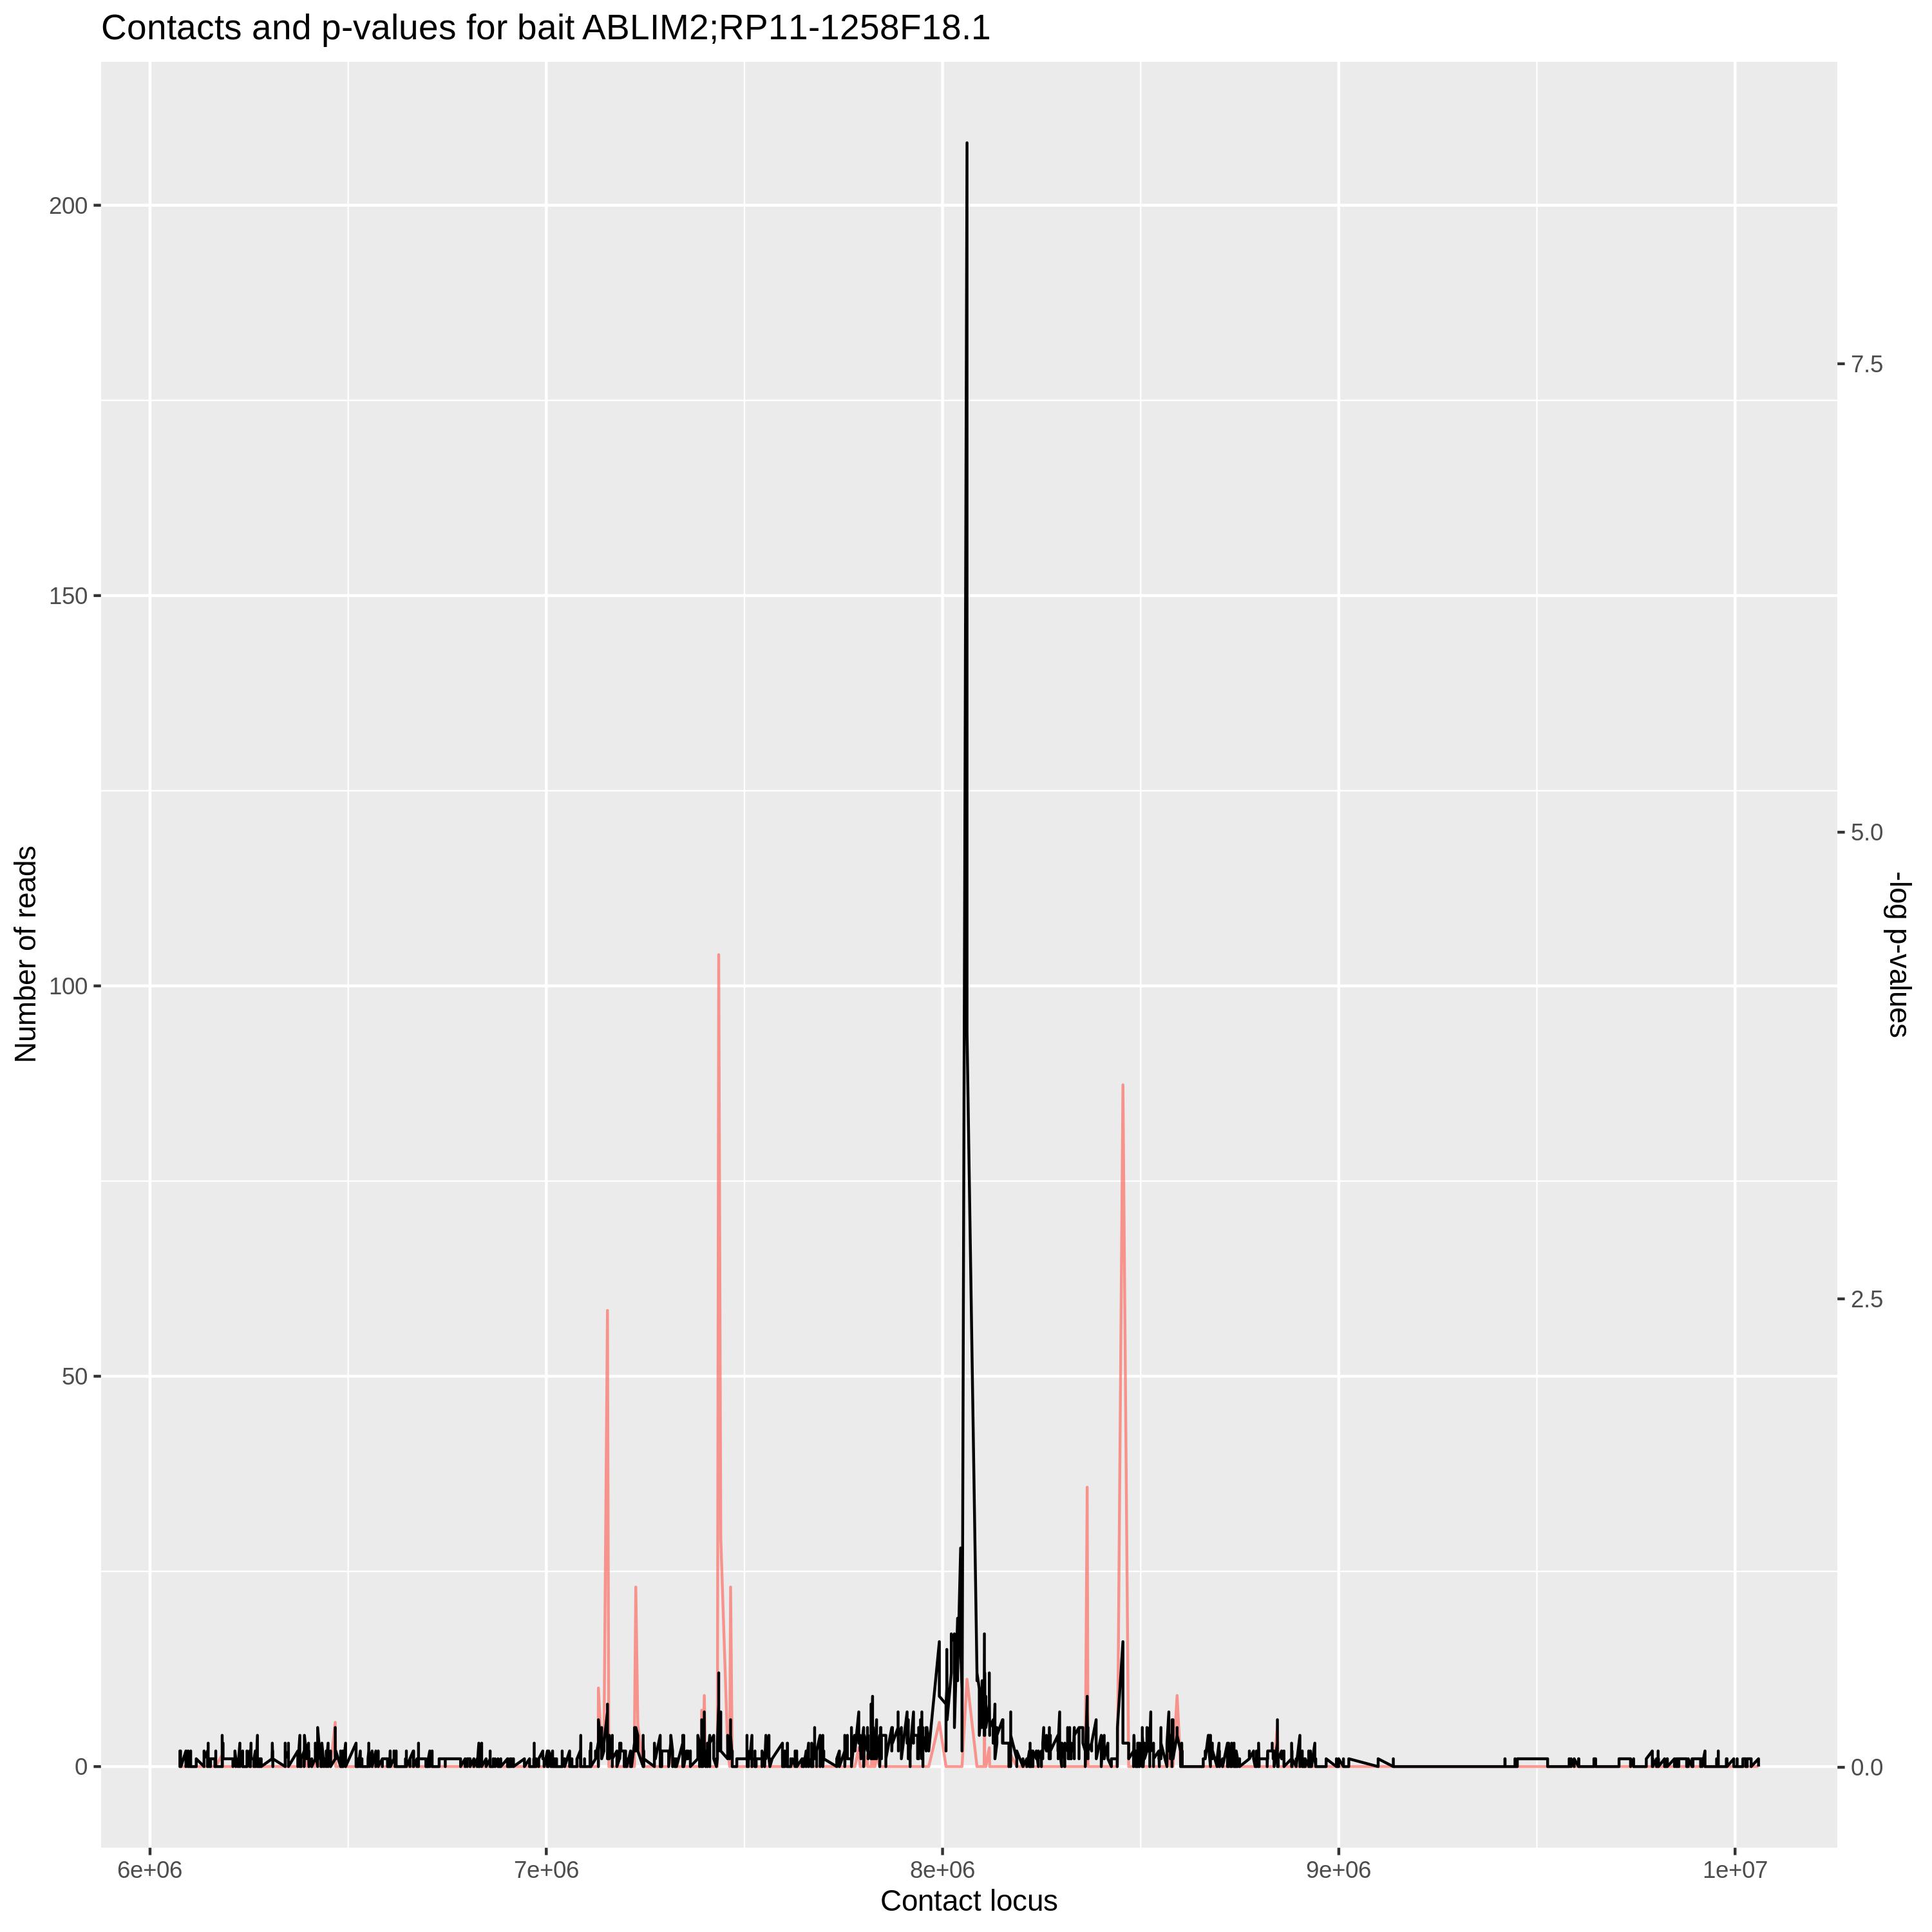 Contacts and p-values for bait ABLIM2;RP11-1258F18.1
200
150
100
50
0
Number of reads
7.5
5.0
2.5
0.0
-log p-values
6e+06 7e+06 8e+06 9e+06 1e+07
Contact locus